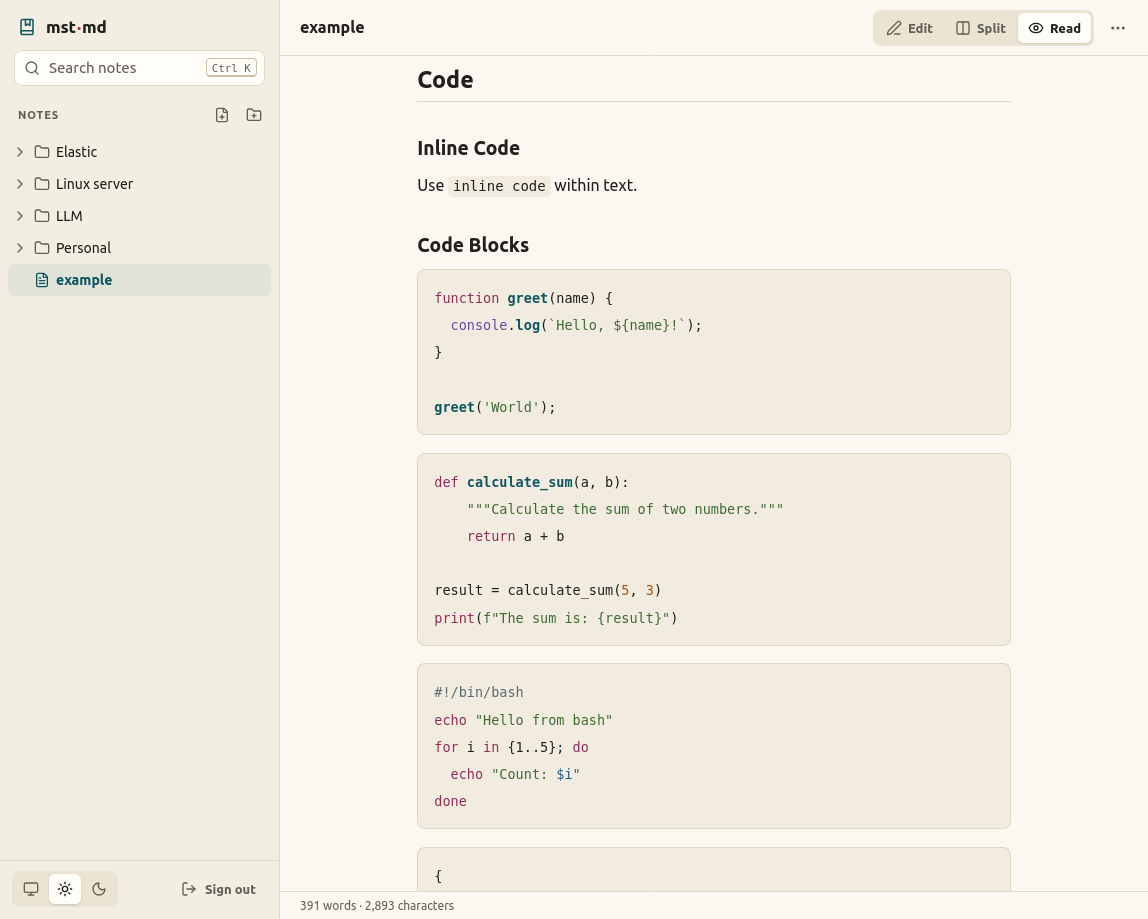 mst·md
Search notes
Ctrl K
NOTES
Elastic
Linux server
LLM
Personal
example
Sign out
example
Edit
Split
Read
Code
Inline Code
Use inline code within text.
Code Blocks
function greet(name) {
  console.log(`Hello, ${name}!`);
}

greet('World');
def calculate_sum(a, b):
    """Calculate the sum of two numbers."""
    return a + b

result = calculate_sum(5, 3)
print(f"The sum is: {result}")
#!/bin/bash
echo "Hello from bash"
for i in {1..5}; do
  echo "Count: $i"
done
{
391 words · 2,893 characters